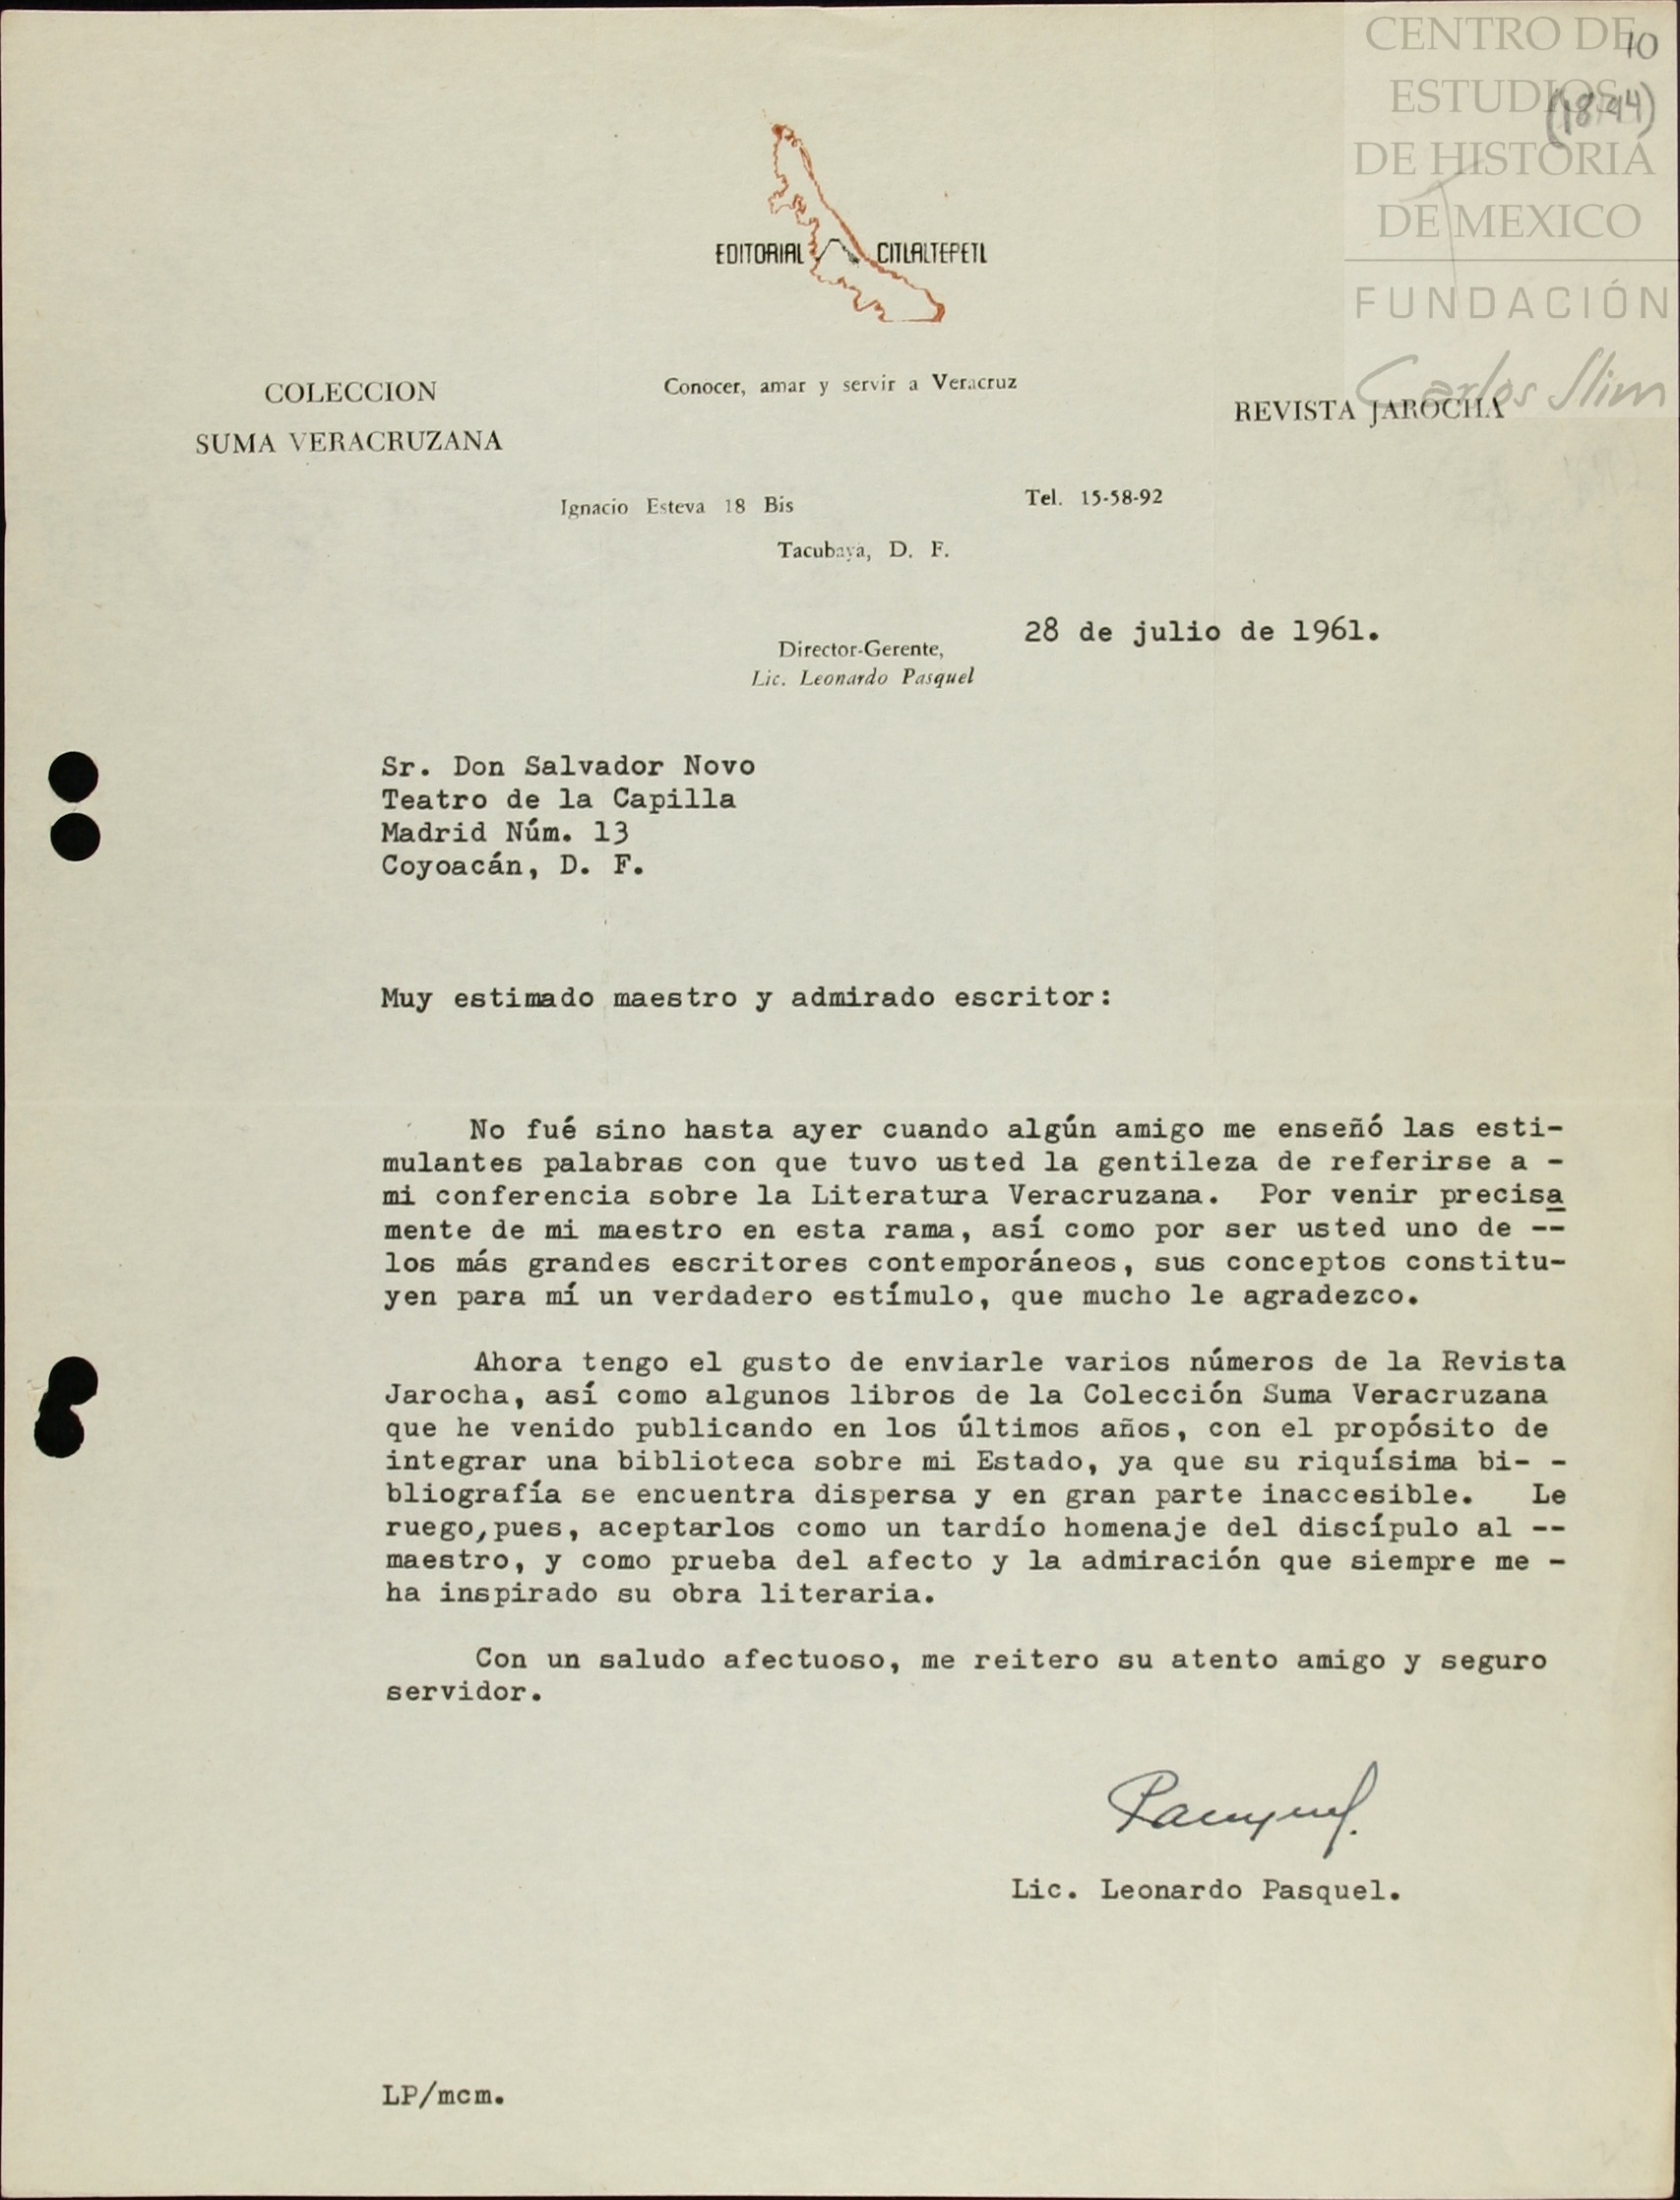 CENTRO DE
ESTUDIOS
DE HISTORIA
DE MEXICO
FUNDACIÓN
Carlos Slim
10
(1894)
EDITORIAL CITLALTEPETL
COLECCION
SUMA VERACRUZANA
Conocer, amar y servir a Veracruz
REVISTA JAROCHA
Ignacio Esteva 18 Bis
Tel. 15-58-92
Tacubaya, D. F.
28 de julio de 1961.
Director-Gerente,
Lic. Leonardo Pasquel
Sr. Don Salvador Novo
Teatro de la Capilla
Madrid Núm. 13
Coyoacán, D. F.
Muy estimado maestro y admirado escritor:
No fué sino hasta ayer cuando algún amigo me enseñó las esti-
mulantes palabras con que tuvo usted la gentileza de referirse a -
mi conferencia sobre la Literatura Veracruzana. Por venir precisa
mente de mi maestro en esta rama, así como por ser usted uno de --
los más grandes escritores contemporáneos, sus conceptos constitu-
yen para mí un verdadero estímulo, que mucho le agradezco.
Ahora tengo el gusto de enviarle varios números de la Revista
Jarocha, así como algunos libros de la Colección Suma Veracruzana
que he venido publicando en los últimos años, con el propósito de
integrar una biblioteca sobre mi Estado, ya que su riquísima bi- -
bliografía se encuentra dispersa y en gran parte inaccesible. Le
ruego, pues, aceptarlos como un tardío homenaje del discípulo al --
maestro, y como prueba del afecto y la admiración que siempre me -
ha inspirado su obra literaria.
Con un saludo afectuoso, me reitero su atento amigo y seguro
servidor.
Pasquel.
Lic. Leonardo Pasquel.
LP/mcm.